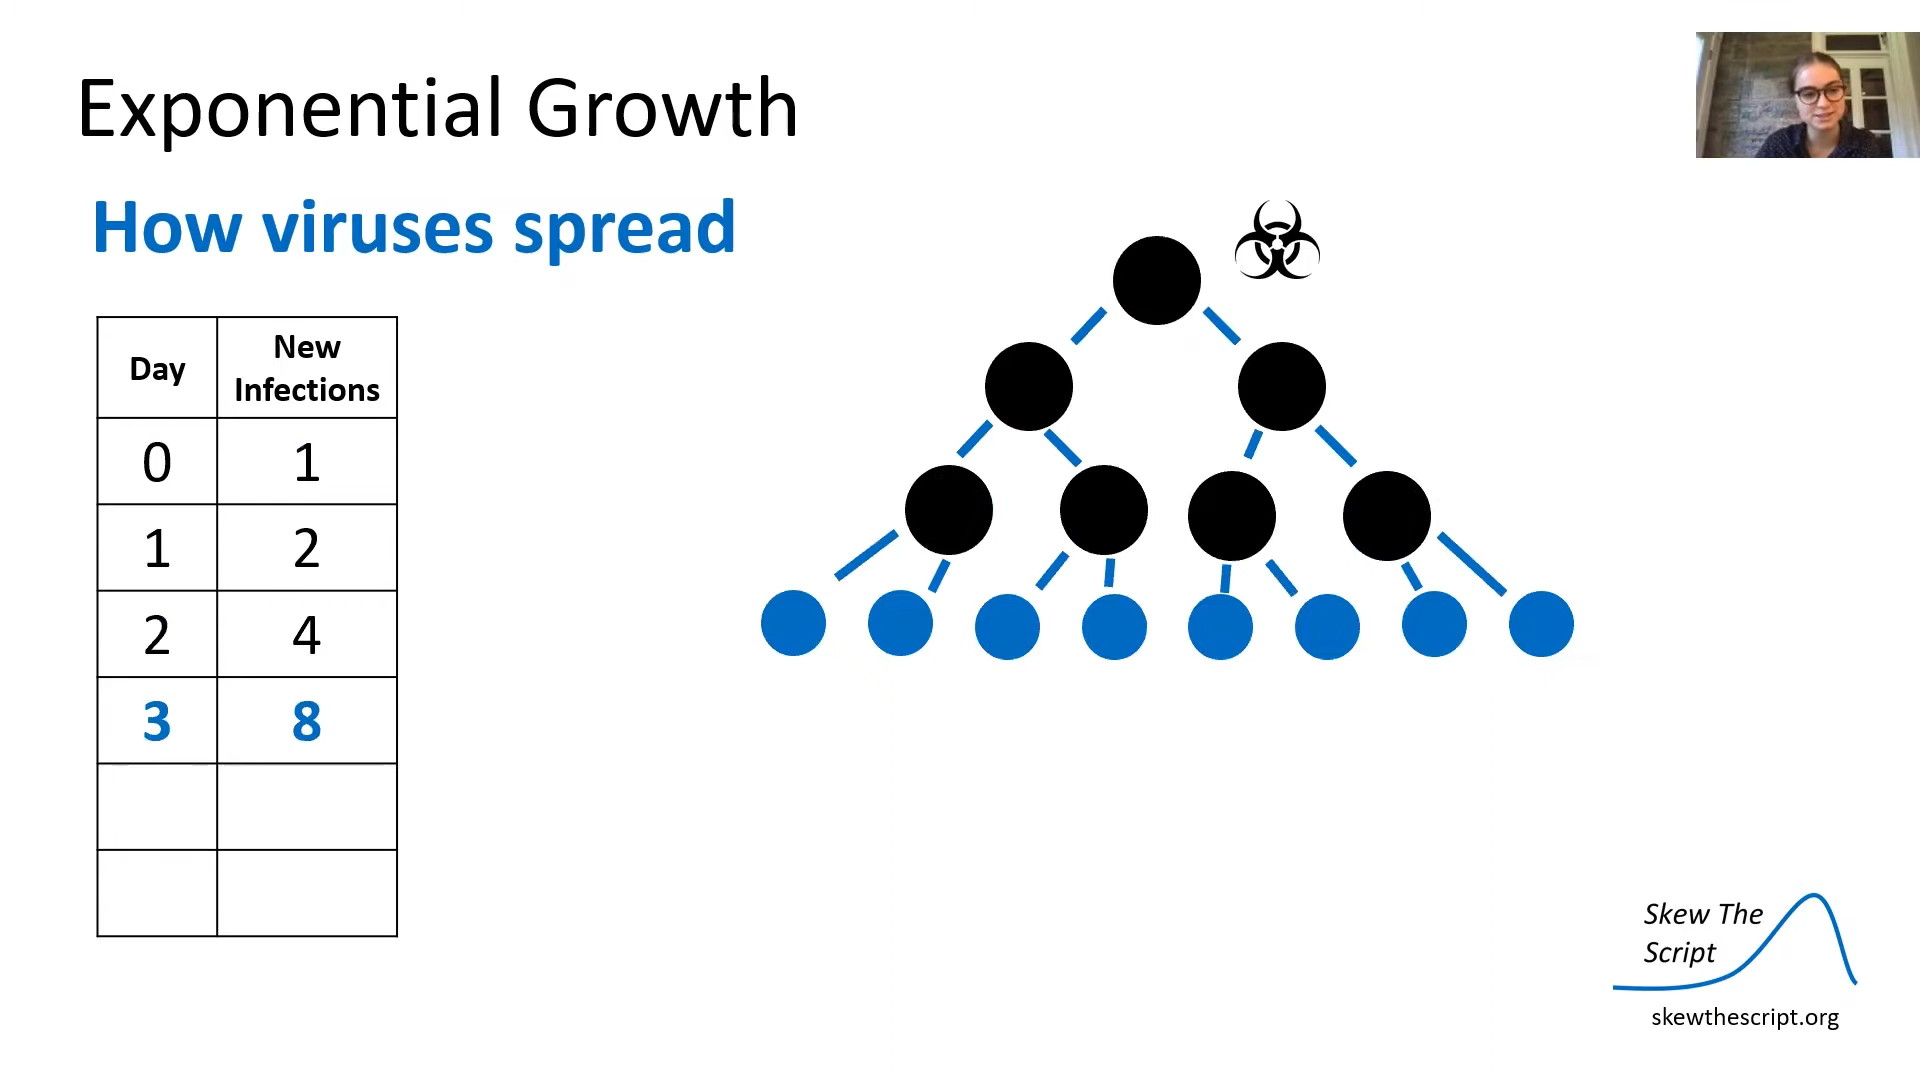 Exponential Growth
How viruses spread
Day
New
Infections
0 1
1 2
2 4
3 8
Skew The
Script
skewthescript.org